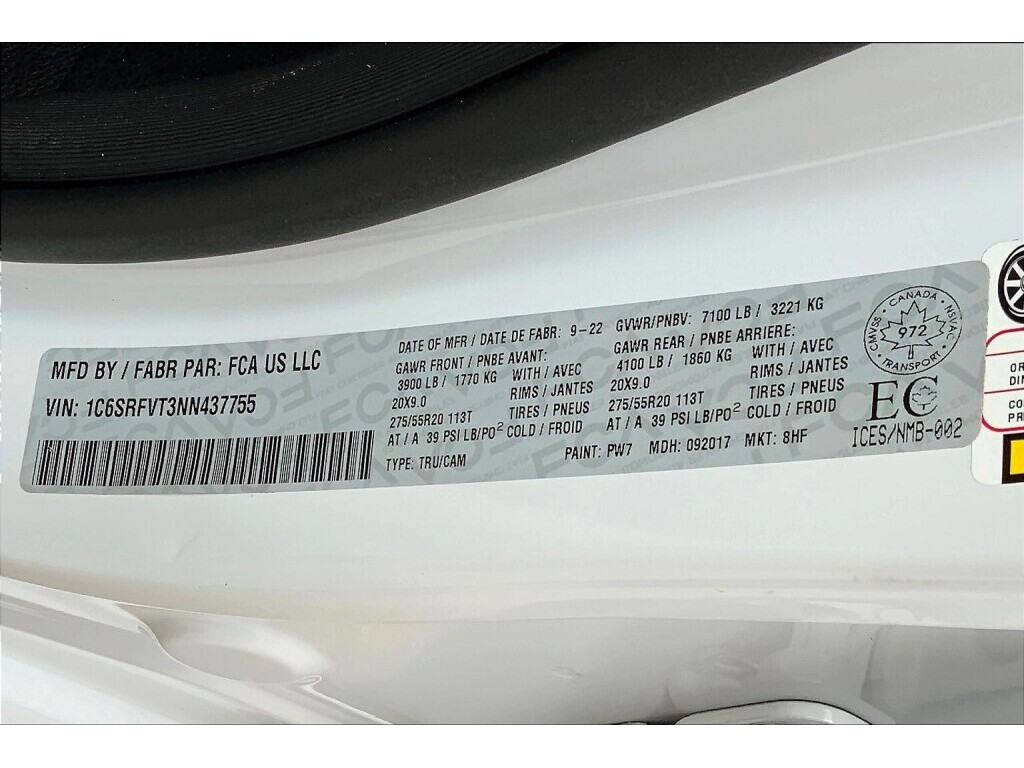 MFD BY / FABR PAR: FCA US LLC
VIN: 1C6SRFVT3NN437755
DATE OF MFR / DATE DE FABR: 9-22 GVWR/PNBV: 7100 LB / 3221 KG
GAWR FRONT / PNBE AVANT:
3900 LB / 1770 KG WITH / AVEC
20X9.0 RIMS / JANTES
275/55R20 113T TIRES / PNEUS
AT / A 39 PSI LB/PO² COLD / FROID
TYPE: TRU/CAM
GAWR REAR / PNBE ARRIERE:
4100 LB / 1860 KG WITH / AVEC
20X9.0 RIMS / JANTES
275/55R20 113T TIRES / PNEUS
AT / A 39 PSI LB/PO² COLD / FROID
PAINT: PW7 MDH: 092017 MKT: 8HF
CANADA
CMVSS • NSVAC
972
TRANSPORT
EC
ICES/NMB-002